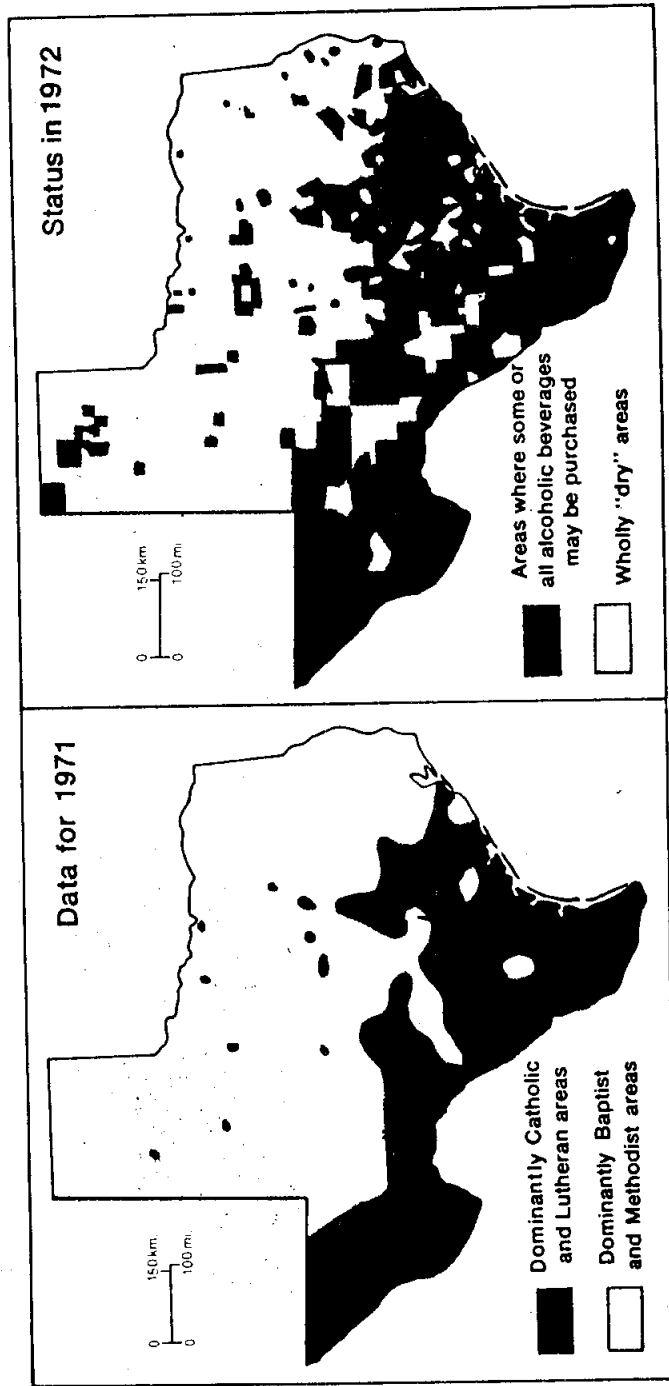 Data for 1971
150 km.
0
100 mi.
0
Dominantly Catholic
and Lutheran areas
Dominantly Baptist
and Methodist areas
Status in 1972
150 km
0
100 mi.
0
Areas where some or
all alcoholic beverages
may be purchased
Wholly "dry" areas